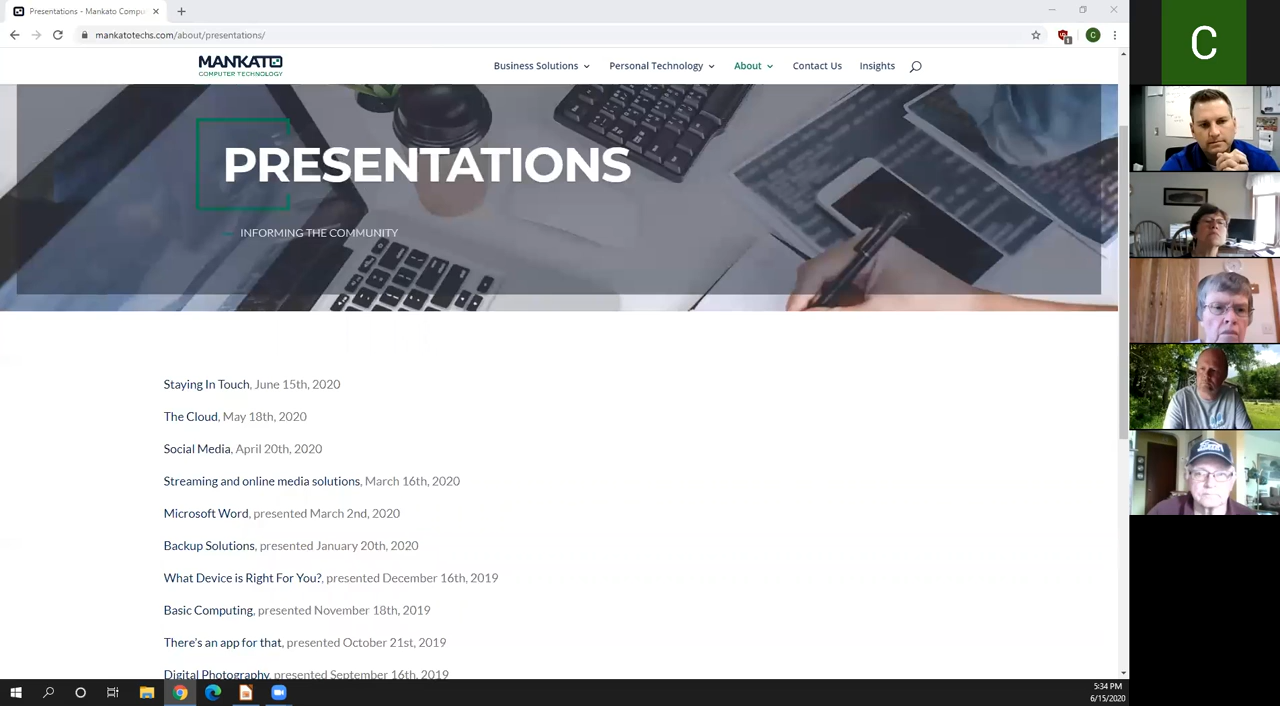 Presentations - Mankato Compu
mankatotechs.com/about/presentations/
C
MANKATO
COMPUTER TECHNOLOGY
Business Solutions
Personal Technology
About
Contact Us
Insights
C
PRESENTATIONS
INFORMING THE COMMUNITY
Staying In Touch, June 15th, 2020
The Cloud, May 18th, 2020
Social Media, April 20th, 2020
Streaming and online media solutions, March 16th, 2020
Microsoft Word, presented March 2nd, 2020
Backup Solutions, presented January 20th, 2020
What Device is Right For You?, presented December 16th, 2019
Basic Computing, presented November 18th, 2019
There's an app for that, presented October 21st, 2019
Digital Photography, presented September 16th, 2019
5:34 PM
6/15/2020